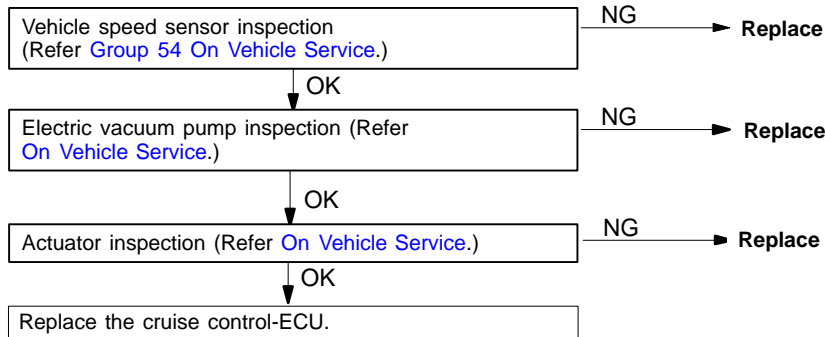 Vehicle speed sensor inspection
(Refer Group 54 On Vehicle Service.)
NG
Replace
OK
Electric vacuum pump inspection (Refer
On Vehicle Service.)
NG
Replace
OK
Actuator inspection (Refer On Vehicle Service.)
NG
Replace
OK
Replace the cruise control-ECU.